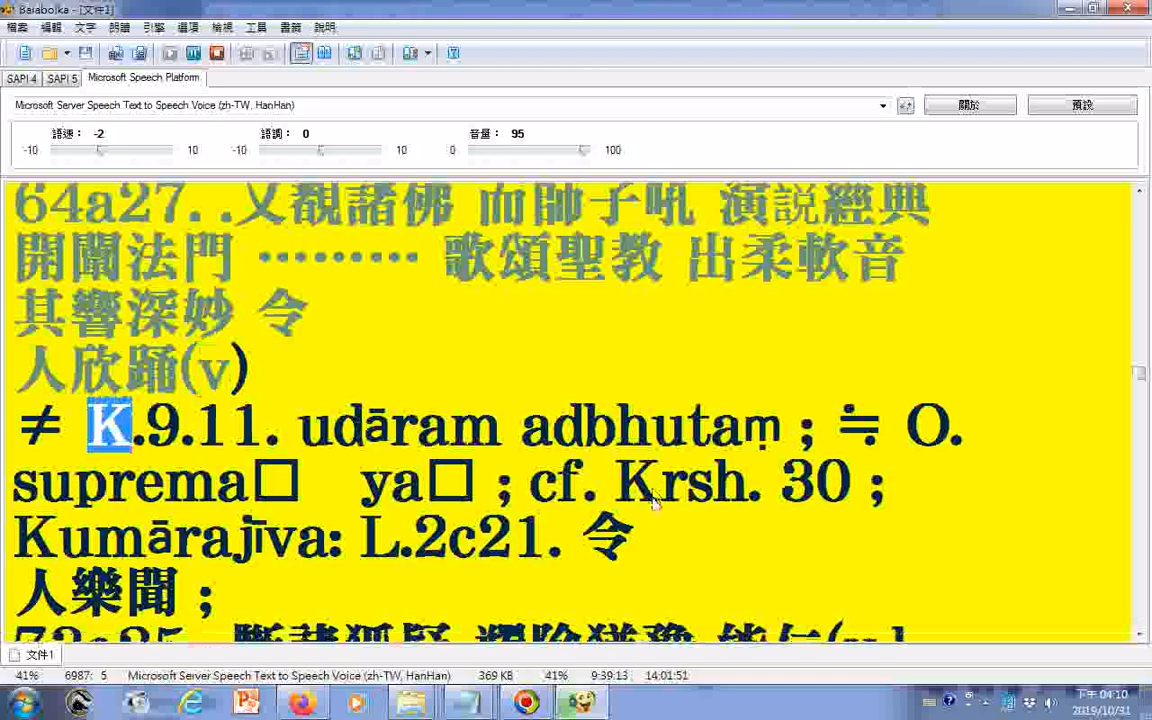 Balabolka - [文件1]
檔案 編輯 文字 朗讀 引擎 選項 檢視 工具 書籤 說明
SAPI 4 SAPI 5 Microsoft Speech Platform
Microsoft Server Speech Text to Speech Voice (zh-TW, HanHan) 關於 預設
語速： -2 語調： 0 音量： 95
-10 10 -10 10 0 100
64a27. .又觀諸佛 而師子吼 演説經典
開闡法門 ········· 歌頌聖教 出柔軟音
其響深妙 令
人欣踊(v)
≠ K.9.11. udāram adbhutaṃ ; ≒ O.
suprema□ ya□ ; cf. Krsh. 30 ;
Kumārajīva: L.2c21. 令
人樂聞 ;
文件1
41% 6987: 5 Microsoft Server Speech Text to Speech Voice (zh-TW, HanHan) 369 KB 41% 9:39:13 14:01:51
下午 04:10
2019/10/31